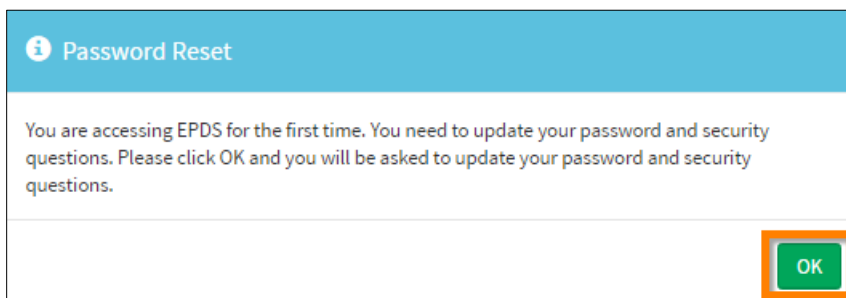 Password Reset
You are accessing EPDS for the first time. You need to update your password and security
questions. Please click OK and you will be asked to update your password and security
questions.
OK